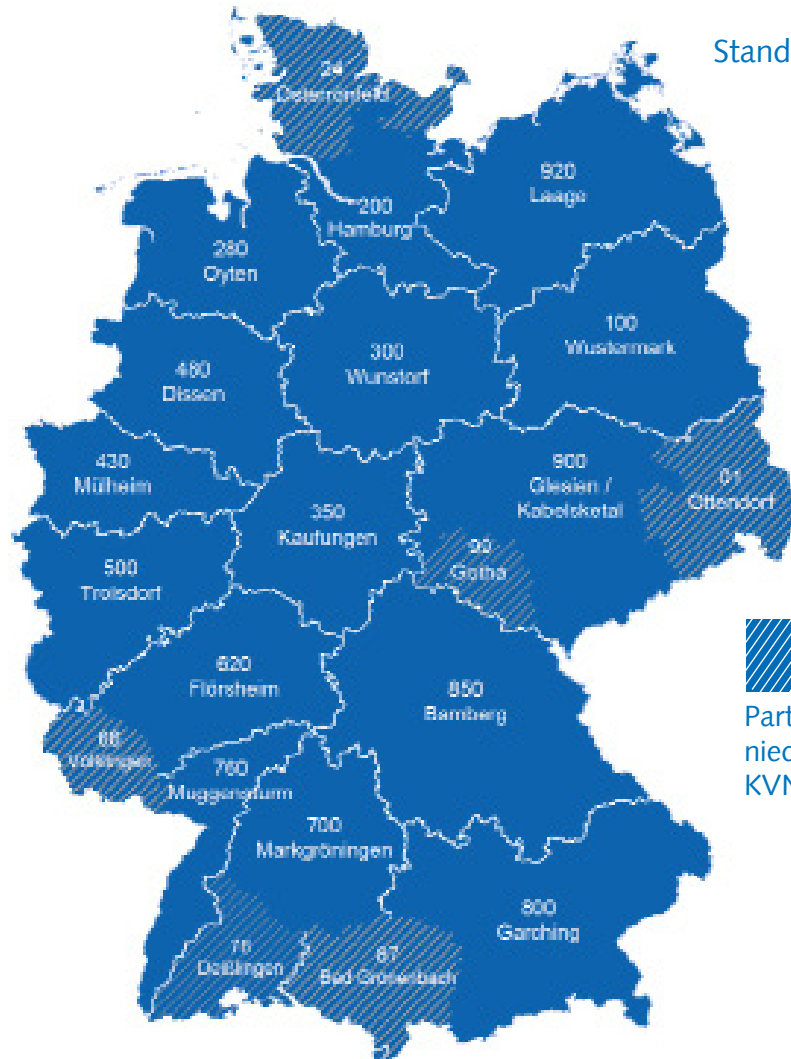 Stand
24
Osterrönfeld
920
Laage
200
Hamburg
280
Oyten
100
Wustermark
300
Wunstorf
480
Dissen
430
Mülheim
900
Glesien /
Kabelsketal
01
Ottendorf
350
Kaufungen
99
Gotha
500
Troisdorf
620
Flörsheim
850
Bamberg
66
Völklingen
760
Muggensturm
700
Markgröningen
Part
nied
KVN
800
Garching
78
Deißlingen
87
Bad Grönenbach